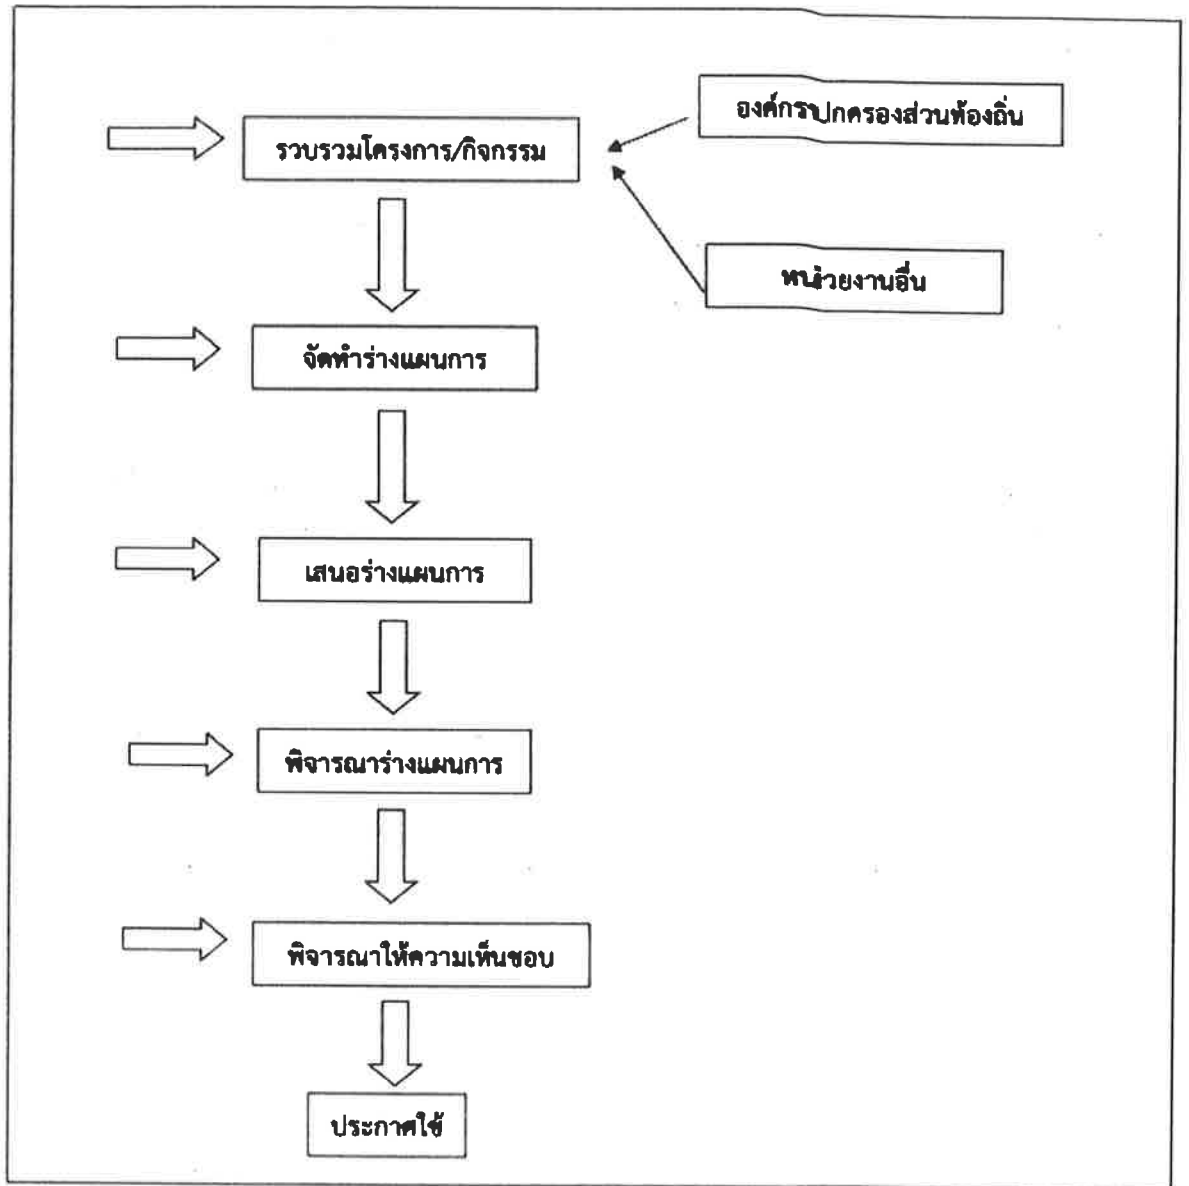 องค์กรปกครองส่วนท้องถิ่น
รวบรวมโครงการ/กิจกรรม
หน่วยงานอื่น
จัดทำร่างแผนการ
เสนอร่างแผนการ
พิจารณาร่างแผนการ
พิจารณาให้ความเห็นชอบ
ประกาศใช้